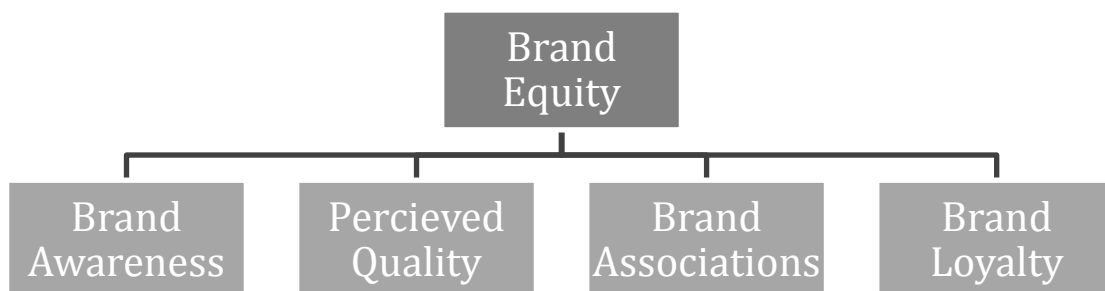 Brand
Equity
Brand
Awareness
Percieved
Quality
Brand
Associations
Brand
Loyalty